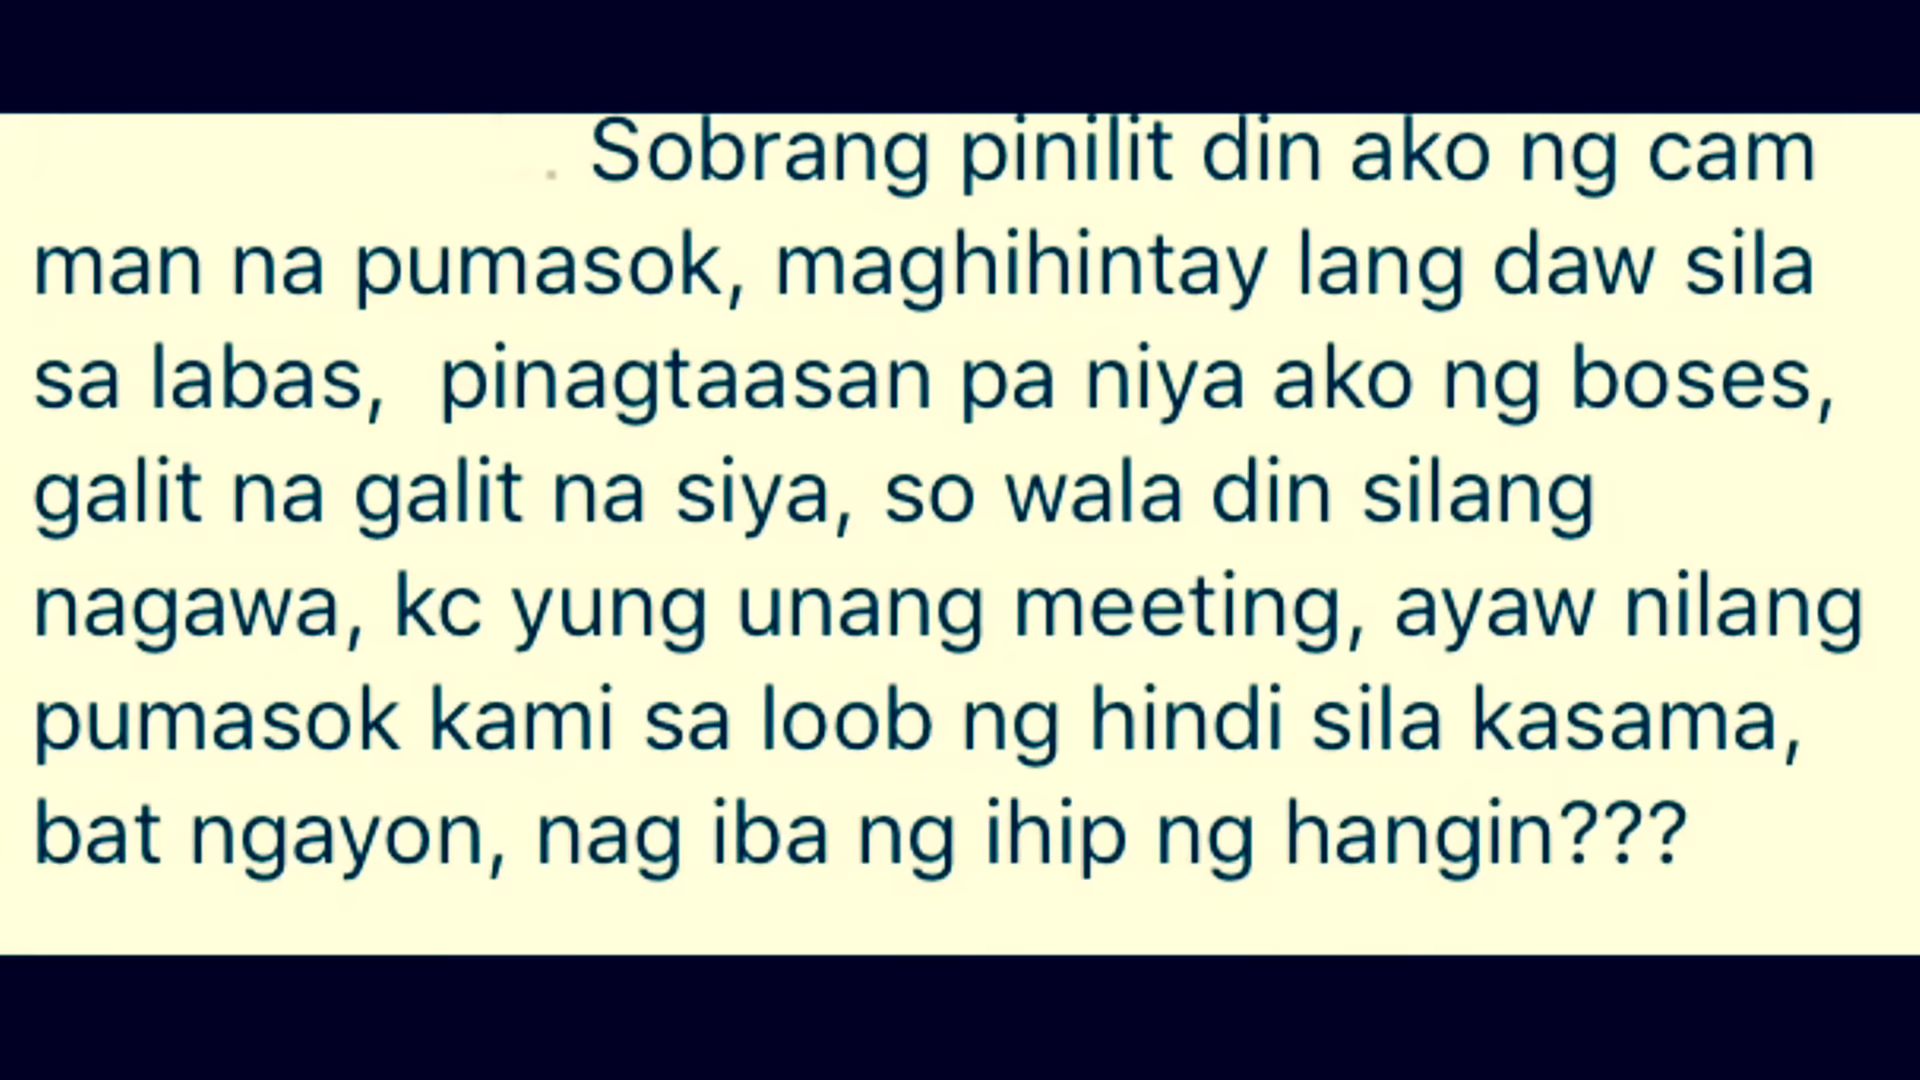 . Sobrang pinilit din ako ng cam
man na pumasok, maghihintay lang daw sila
sa labas, pinagtaasan pa niya ako ng boses,
galit na galit na siya, so wala din silang
nagawa, kc yung unang meeting, ayaw nilang
pumasok kami sa loob ng hindi sila kasama,
bat ngayon, nag iba ng ihip ng hangin???